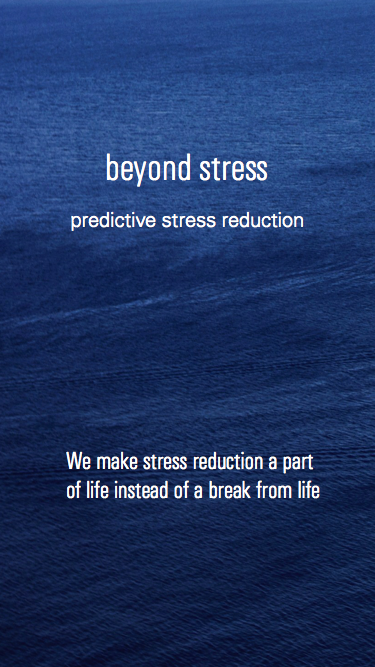 beyond stress
predictive stress reduction
We make stress reduction a part
of life instead of a break from life